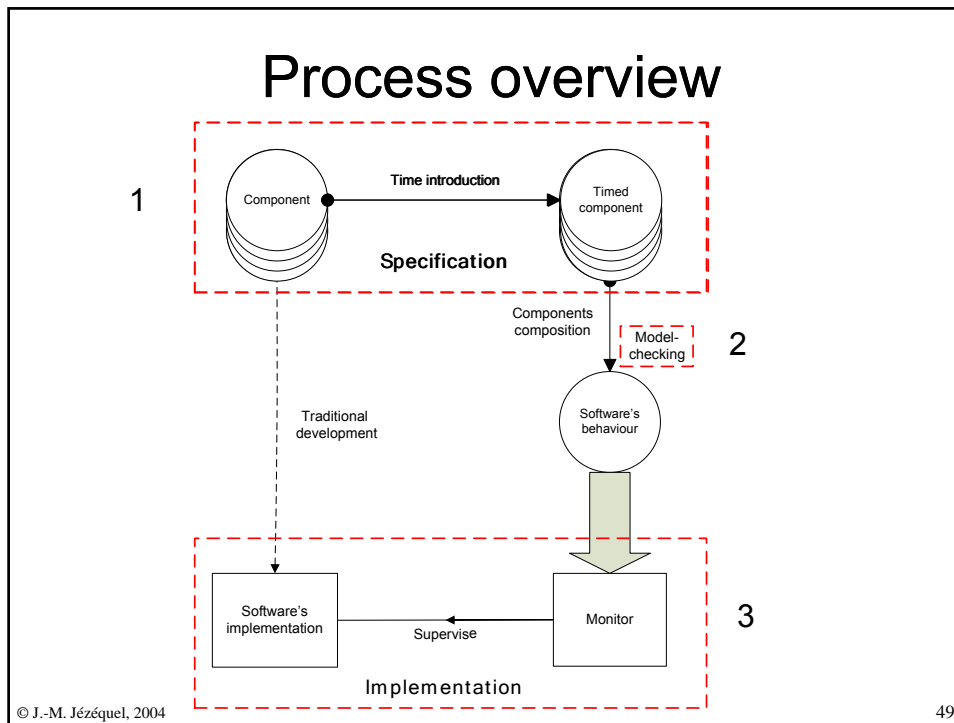 Process overview
1
Component
Time introduction
Timed
component
Specification
Components
composition
Model-
checking
2
Software's
behaviour
Traditional
development
Software's
implementation
Supervise
Monitor
3
Implementation
© J.-M. Jézéquel, 2004
49